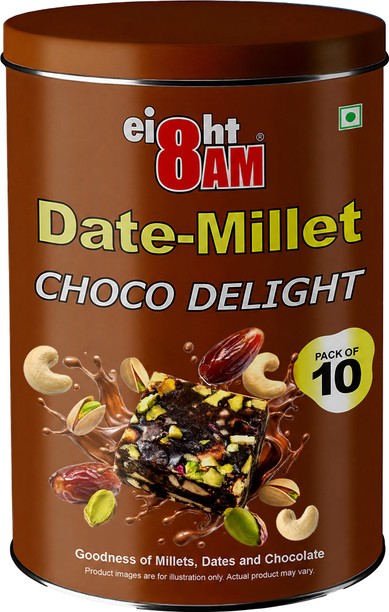 ei8ht
8AM®
Date-Millet
CHOCO DELIGHT
PACK OF
10
Goodness of Millets, Dates and Chocolate
Product images are for illustration only. Actual product may vary.